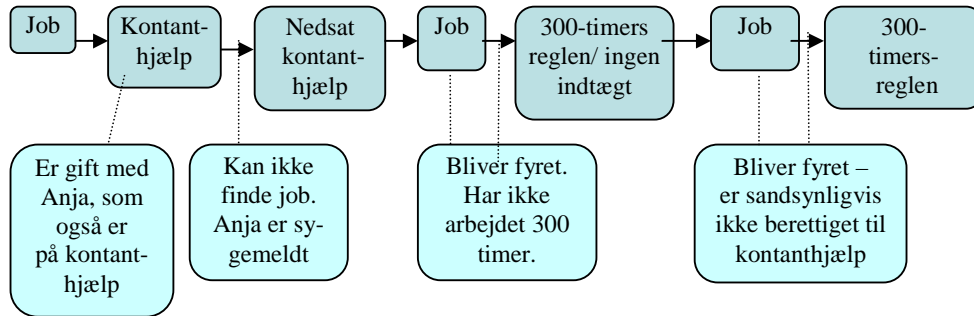 Job
Kontant-
hjælp
Nedsat
kontant-
hjælp
Job
300-timers
reglen/ ingen
indtægt
Job
300-
timers-
reglen
Er gift med
Anja, som
også er
på kontant-
hjælp
Kan ikke
finde job.
Anja er sy-
gemeldt
Bliver fyret.
Har ikke
arbejdet 300
timer.
Bliver fyret –
er sandsynligvis
ikke berettiget til
kontanthjælp